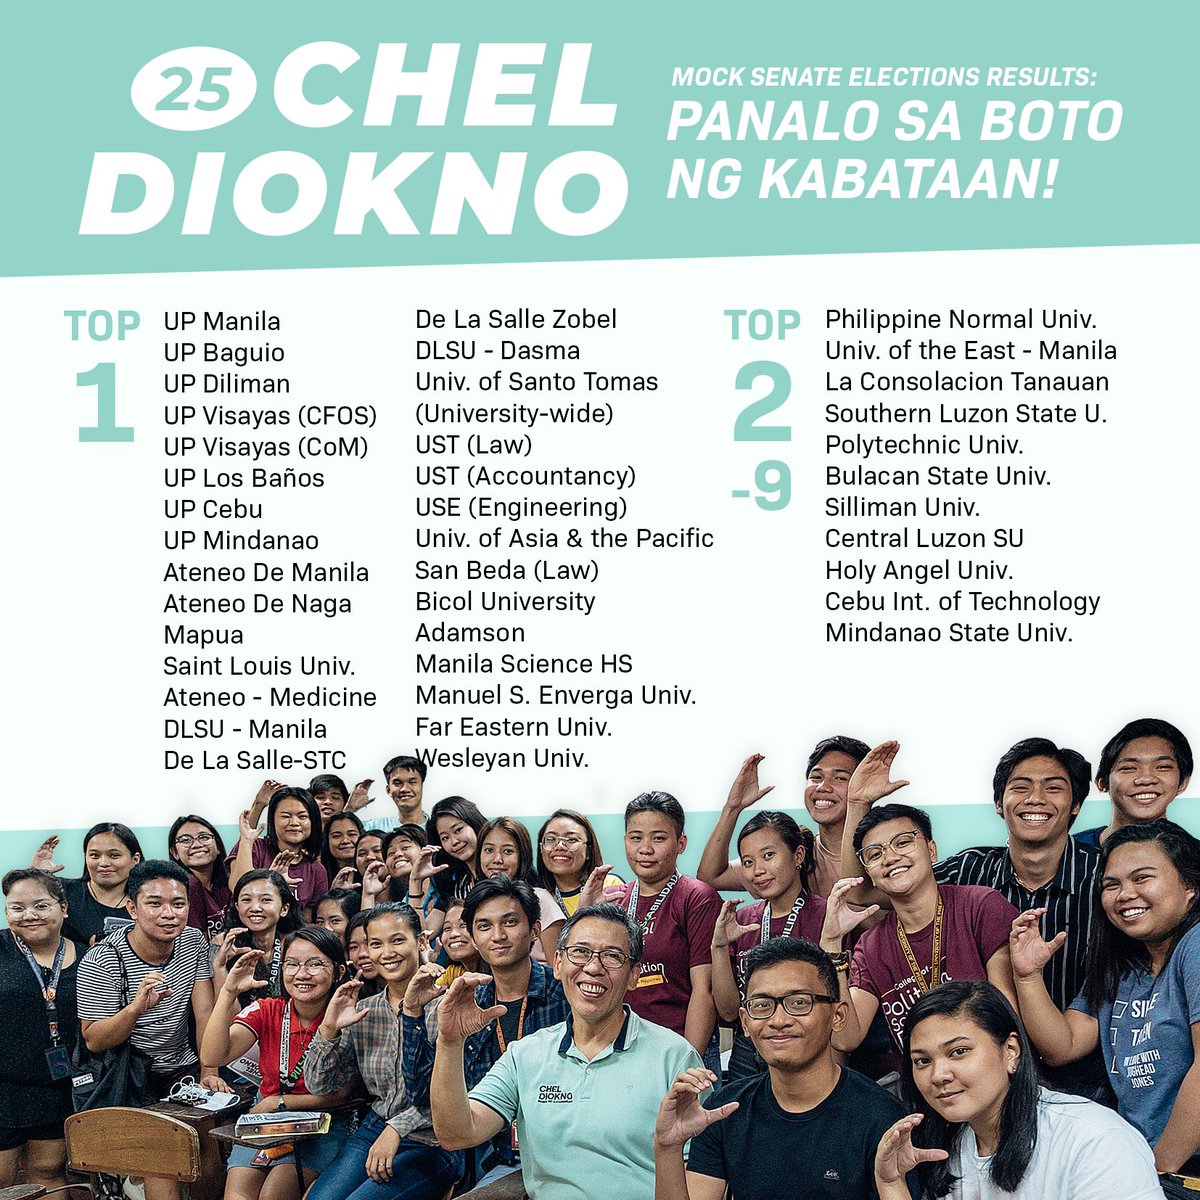 25 CHEL
DIOKNO
MOCK SENATE ELECTIONS RESULTS:
PANALO SA BOTO
NG KABATAAN!
TOP
1
UP Manila
UP Baguio
UP Diliman
UP Visayas (CFOS)
UP Visayas (CoM)
UP Los Baños
UP Cebu
UP Mindanao
Ateneo De Manila
Ateneo De Naga
Mapua
Saint Louis Univ.
Ateneo - Medicine
DLSU - Manila
De La Salle-STC
De La Salle Zobel
DLSU - Dasma
Univ. of Santo Tomas
(University-wide)
UST (Law)
UST (Accountancy)
USE (Engineering)
Univ. of Asia & the Pacific
San Beda (Law)
Bicol University
Adamson
Manila Science HS
Manuel S. Enverga Univ.
Far Eastern Univ.
Wesleyan Univ.
TOP
2
-9
Philippine Normal Univ.
Univ. of the East - Manila
La Consolacion Tanauan
Southern Luzon State U.
Polytechnic Univ.
Bulacan State Univ.
Silliman Univ.
Central Luzon SU
Holy Angel Univ.
Cebu Int. of Technology
Mindanao State Univ.
CHEL
DIOKNO
JUGHEAD
JONES